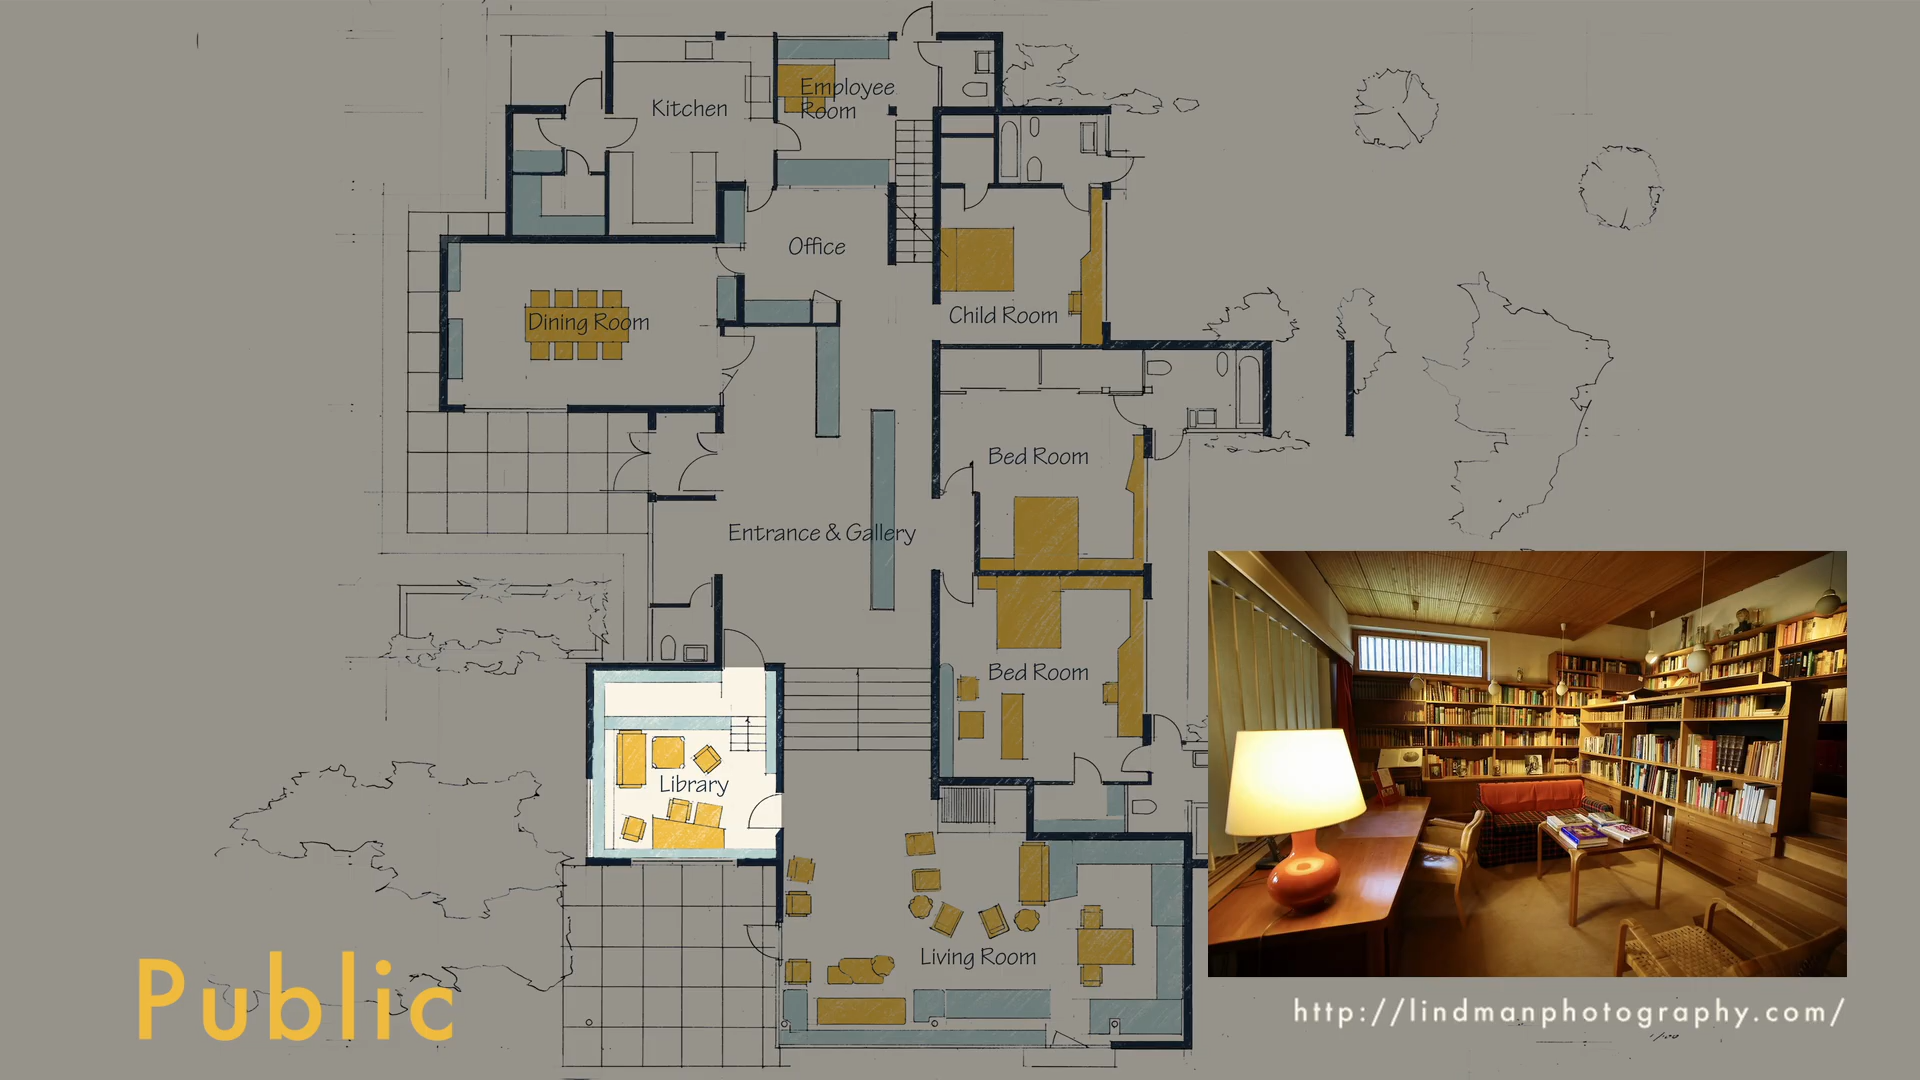 Employee
Room
Kitchen
Office
Child Room
Dining Room
Bed Room
Entrance & Gallery
Bed Room
Library
Living Room
Public
http://lindmanphotography.com/